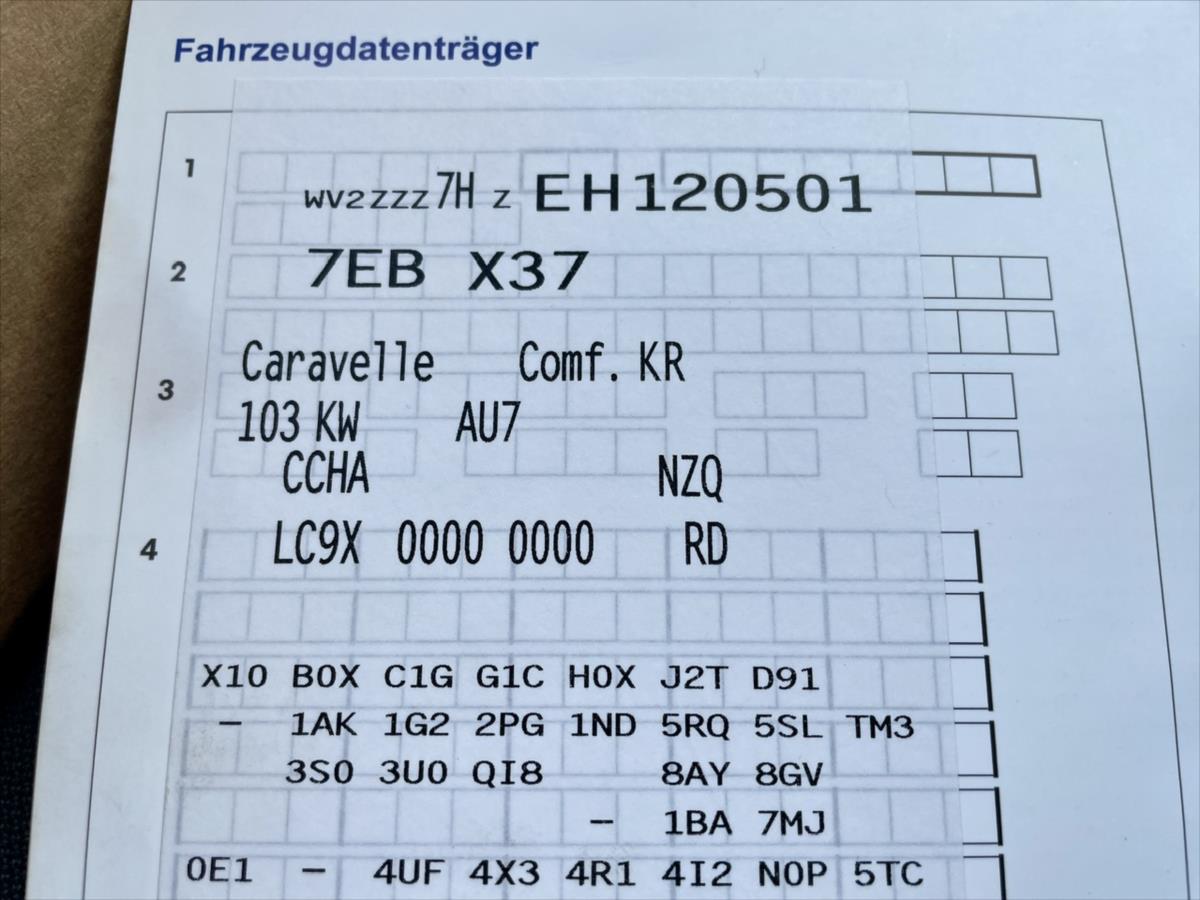 Fahrzeugdatenträger
1 WV2ZZZ7H Z EH120501
2 7EB X37
Caravelle Comf. KR
3
103 KW AU7
CCHA NZQ
4 LC9X 0000 0000 RD
X10 B0X C1G G1C H0X J2T D91
- 1AK 1G2 2PG 1ND 5RQ 5SL TM3
3S0 3U0 QI8 8AY 8GV
- 1BA 7MJ
0E1 - 4UF 4X3 4R1 4I2 N0P 5TC